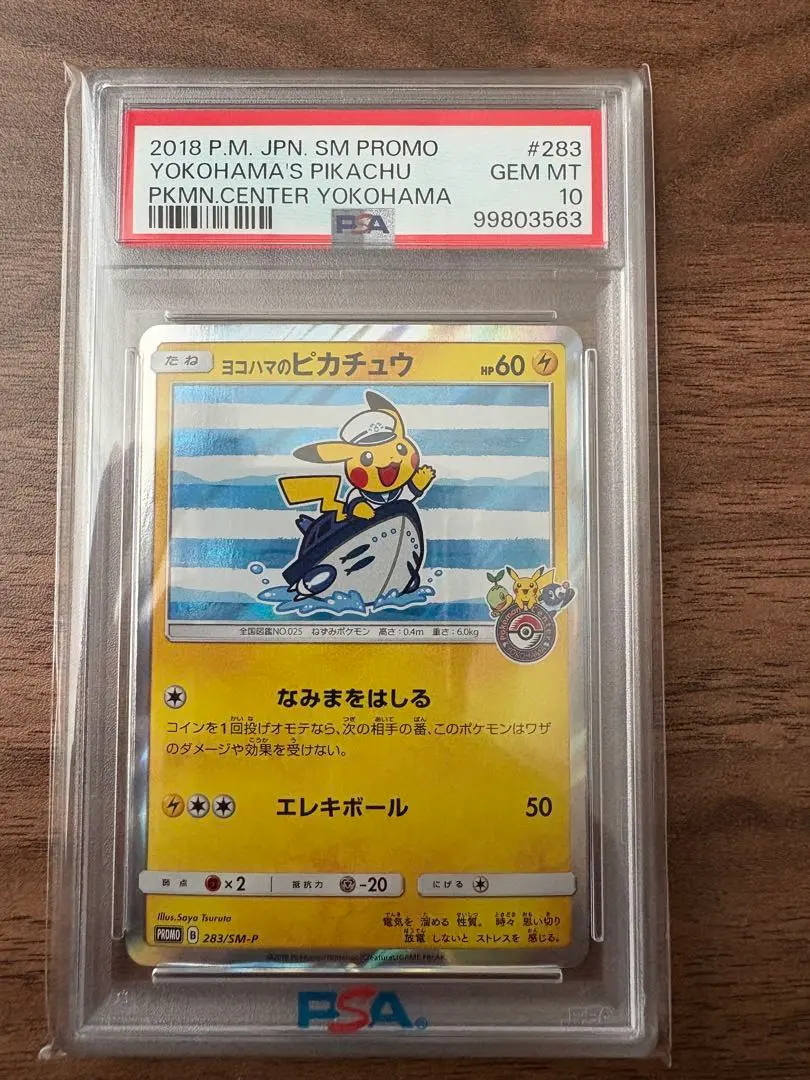 2018 P.M. JPN. SM PROMO #283
YOKOHAMA'S PIKACHU GEM MT
PKMN.CENTER YOKOHAMA 10
PSA 99803563
たね ヨコハマのピカチュウ HP60
Pokémon Center
YOKOHAMA
全国図鑑NO.025 ねずみポケモン 高さ:0.4m 重さ:6.0kg
なみまをはしる
コインを1回投げオモテなら、次の相手の番、このポケモンはワザ
のダメージや効果を受けない。
エレキボール 50
弱点 ×2 抵抗力 -20 にげる
Illus.Saya Tsuruta
電気を 溜める 性質。 時々 思い切り
放電 しないと ストレスを 感じる。
PROMO B 283/SM-P
PSA